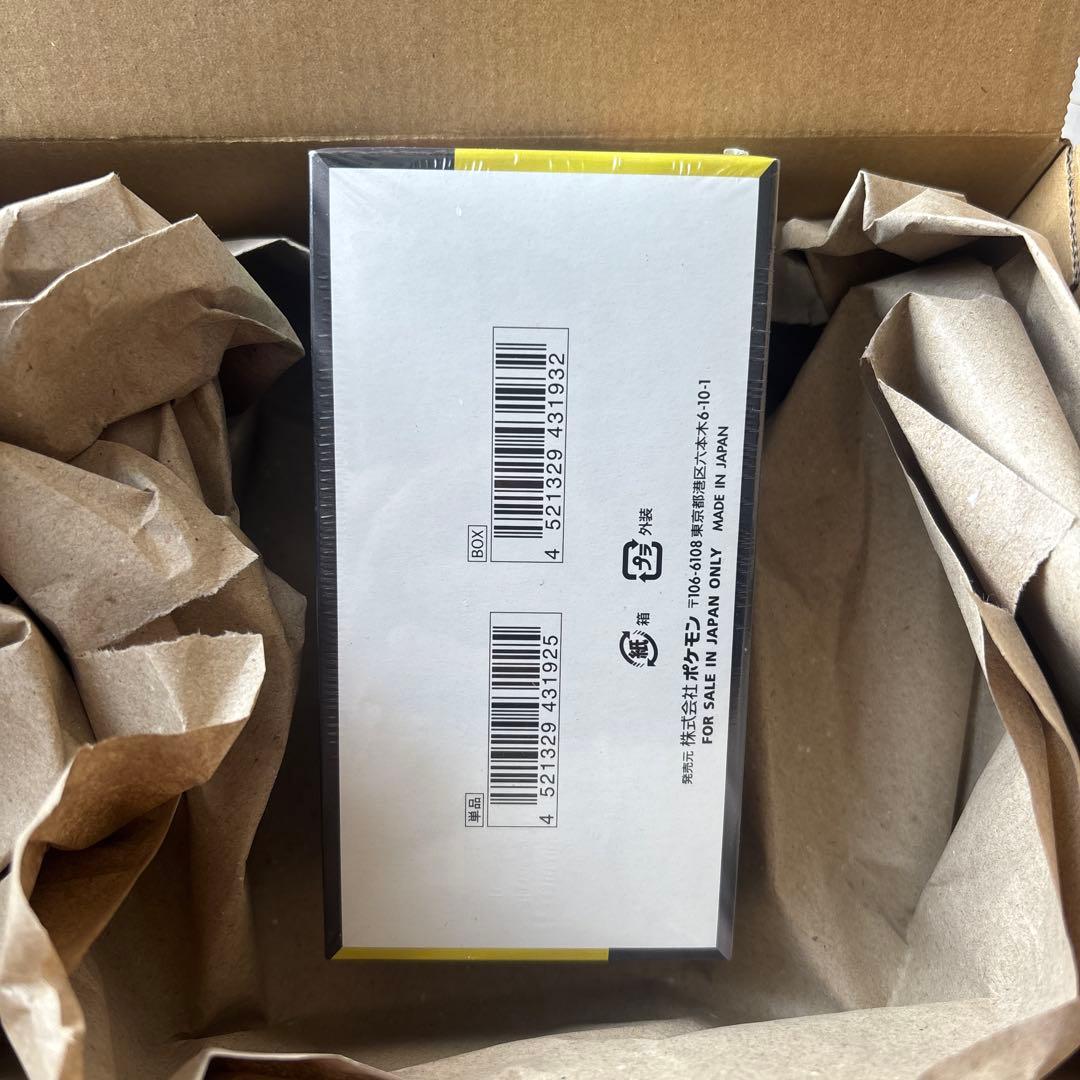 BOX
4 521329 431932
単品
4 521329 431925
紙 箱
プラ 外装
発売元 株式会社 ポケモン 〒106-6108 東京都港区六本木6-10-1
FOR SALE IN JAPAN ONLY MADE IN JAPAN